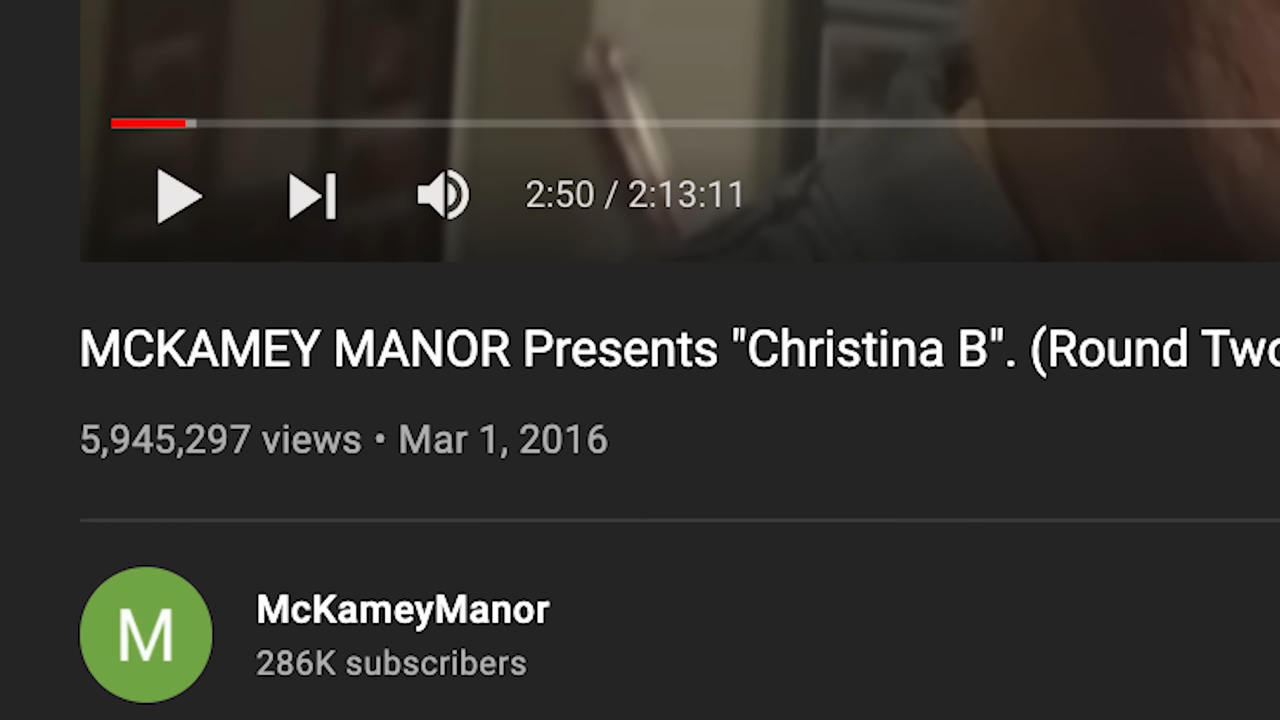 2:50 / 2:13:11
MCKAMEY MANOR Presents "Christina B". (Round Two
5,945,297 views • Mar 1, 2016
M
McKameyManor
286K subscribers